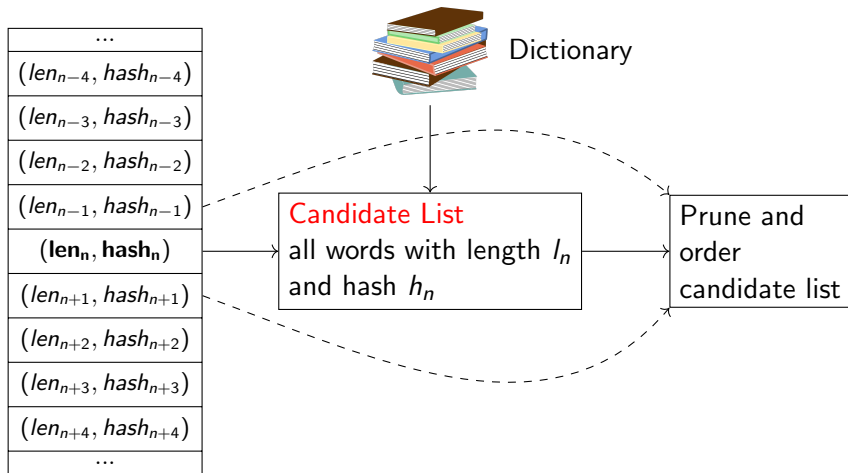 ...
(len_{n−4}, hash_{n−4})
(len_{n−3}, hash_{n−3})
(len_{n−2}, hash_{n−2})
(len_{n−1}, hash_{n−1})
(len_n, hash_n)
(len_{n+1}, hash_{n+1})
(len_{n+2}, hash_{n+2})
(len_{n+3}, hash_{n+3})
(len_{n+4}, hash_{n+4})
...
Dictionary
Candidate List
all words with length l_n
and hash h_n
Prune and
order
candidate list